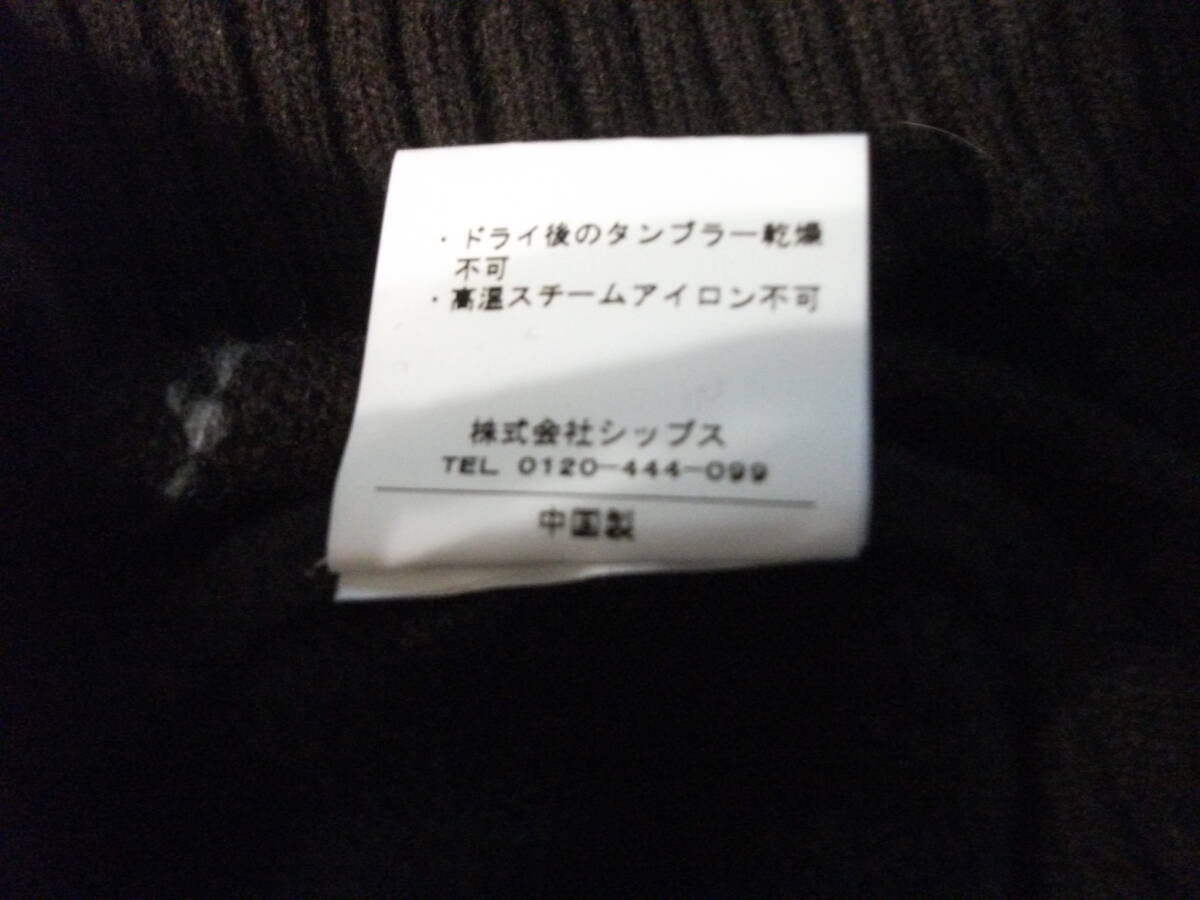 ・ドライ後のタンブラー乾燥
不可
・高温スチームアイロン不可
株式会社シップス
TEL 0120-444-099
中国製